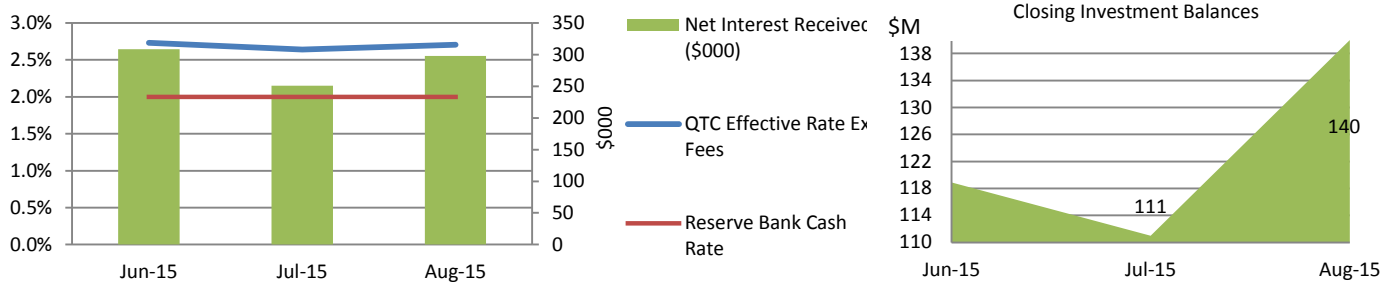 3.0%
2.5%
2.0%
1.5%
1.0%
0.5%
0.0%
350
300
250
200
150
100
50
0
$000
Jun-15
Jul-15
Aug-15
Net Interest Received
($000)
QTC Effective Rate Ex
Fees
Reserve Bank Cash
Rate
Closing Investment Balances
$M
138
138
134
130
126
122
118
114
110
111
140
Jun-15
Jul-15
Aug-15